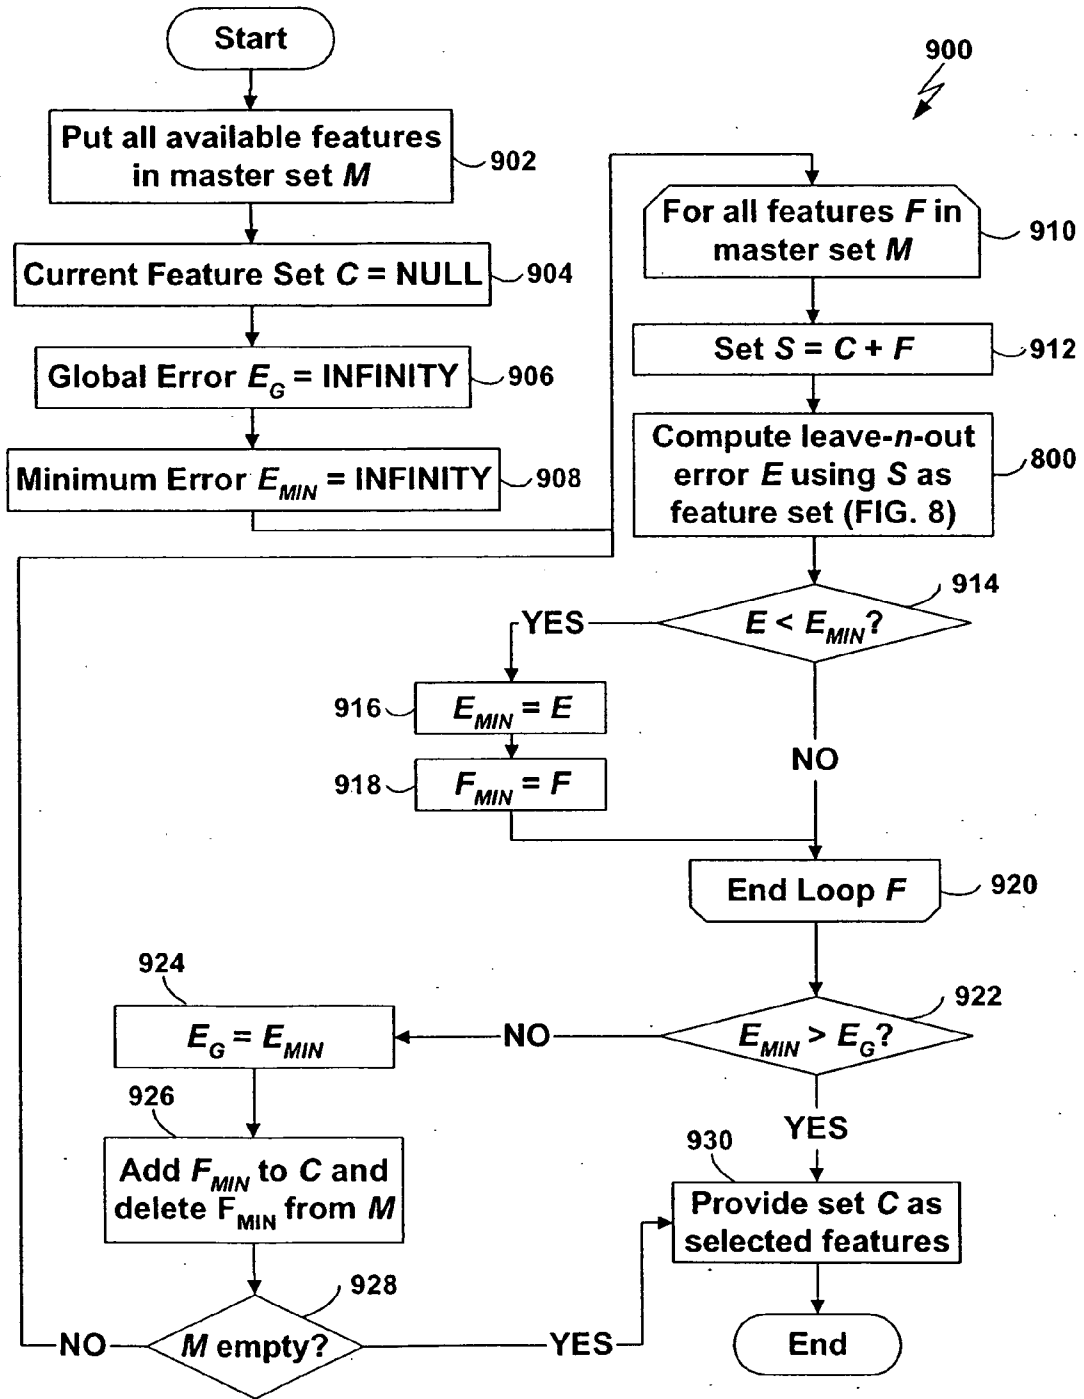 Start
900
Put all available features
in master set M
902
Current Feature Set C = NULL
904
Global Error E_G = INFINITY
906
Minimum Error E_MIN = INFINITY
908
For all features F in
master set M
910
Set S = C + F
912
Compute leave-n-out
error E using S as
feature set (FIG. 8)
800
E < E_MIN?
914
YES
E_MIN = E
916
F_MIN = F
918
NO
End Loop F
920
E_MIN > E_G?
922
NO
924
E_G = E_MIN
926
Add F_MIN to C and
delete F_MIN from M
YES
930
Provide set C as
selected features
928
M empty?
NO
YES
End